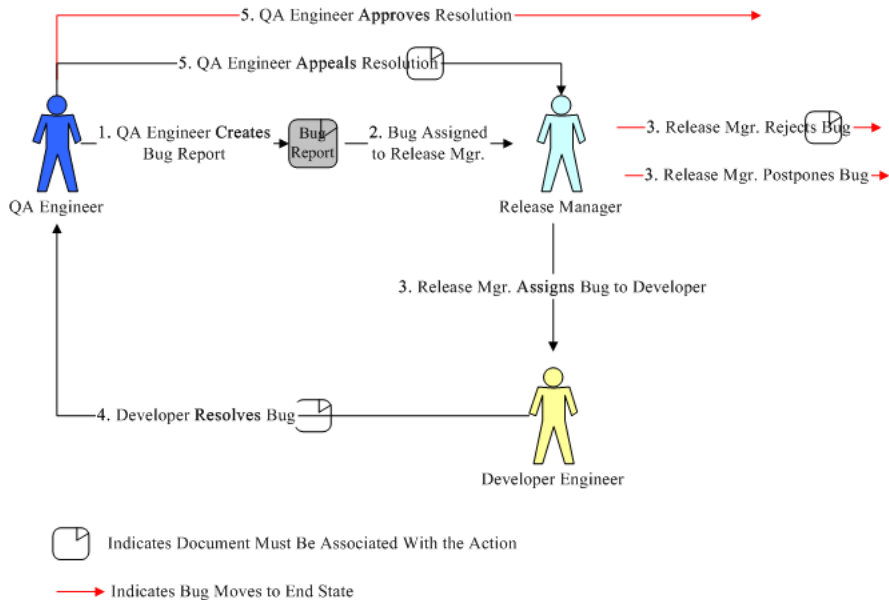 5. QA Engineer Approves Resolution
5. QA Engineer Appeals Resolution
1. QA Engineer Creates
Bug Report
Bug
Report
2. Bug Assigned
to Release Mgr.
3. Release Mgr. Rejects Bug
3. Release Mgr. Postpones Bug
QA Engineer
Release Manager
3. Release Mgr. Assigns Bug to Developer
4. Developer Resolves Bug
Developer Engineer
Indicates Document Must Be Associated With the Action
Indicates Bug Moves to End State